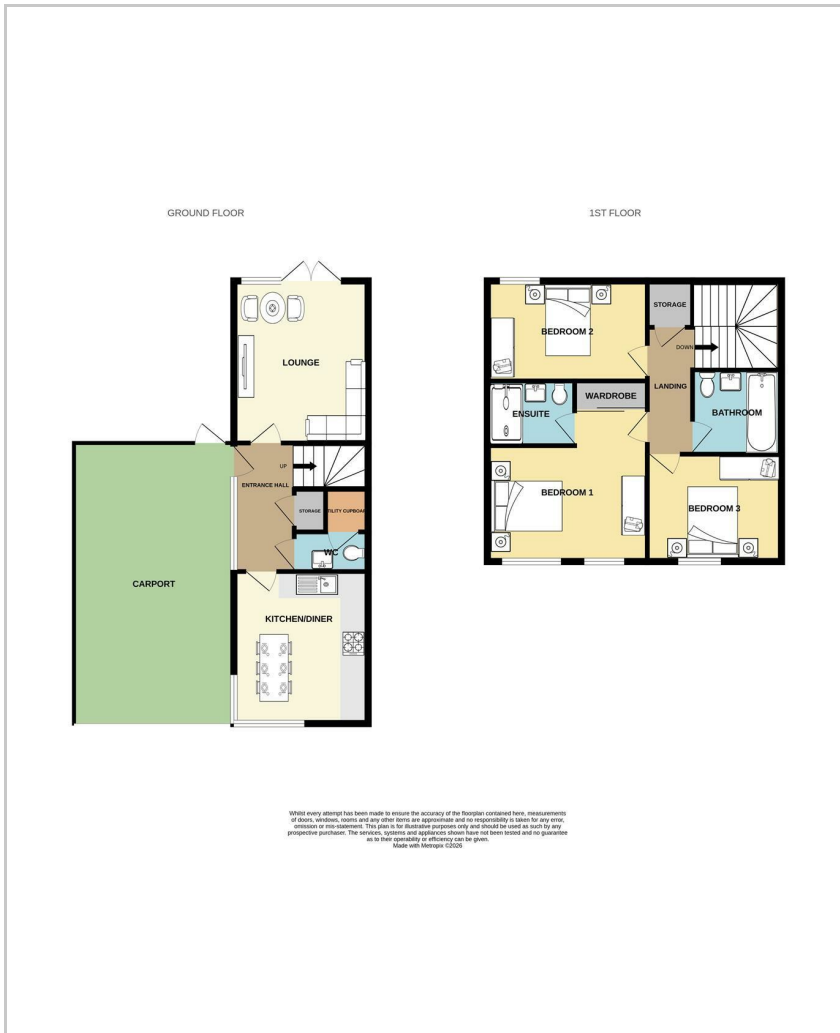 GROUND FLOOR
LOUNGE
UP
ENTRANCE HALL
STORAGE
TILITY CUPBOAR
WC
CARPORT
KITCHEN/DINER
1ST FLOOR
STORAGE
BEDROOM 2
DOWN
LANDING
WARDROBE
ENSUITE
BATHROOM
BEDROOM 1
BEDROOM 3
Whilst every attempt has been made to ensure the accuracy of the floorplan contained here, measurements
of doors, windows, rooms and any other items are approximate and no responsibility is taken for any error,
omission or mis-statement. This plan is for illustrative purposes only and should be used as such by any
prospective purchaser. The services, systems and appliances shown have not been tested and no guarantee
as to their operability or efficiency can be given.
Made with Metropix ©2026